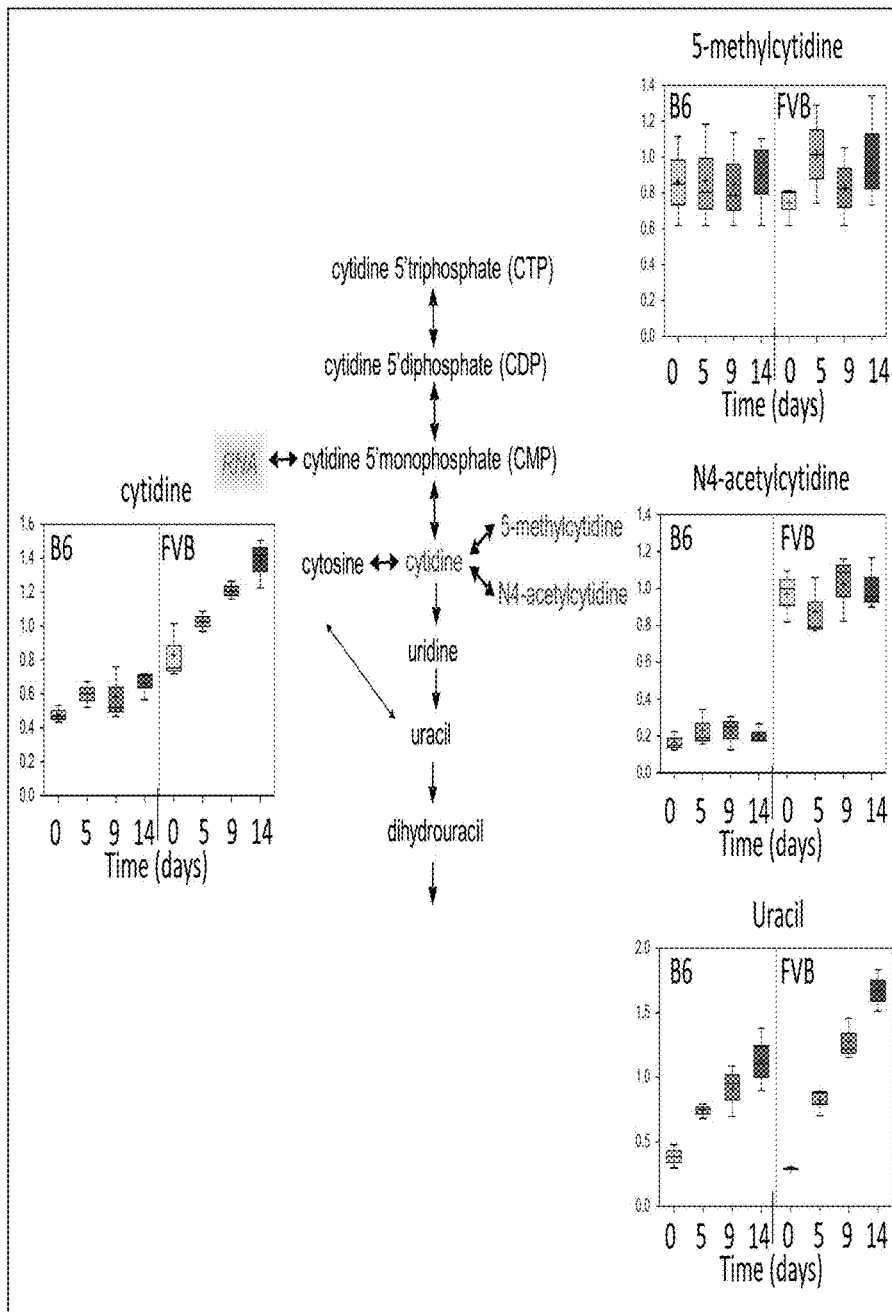 5-methylcytidine
B6 FVB
1.4
1.2
1.0
0.8
0.6
0.4
0.2
0.0
0 5 9 14 0 5 9 14
Time (days)
cytidine 5'triphosphate (CTP)
cytidine 5'diphosphate (CDP)
RNA cytidine 5'monophosphate (CMP)
cytosine cytidine 5-methylcytidine
N4-acetylcytidine
uridine
uracil
dihydrouracil
cytidine
B6 FVB
1.6
1.4
1.2
1.0
0.8
0.6
0.4
0.2
0.0
0 5 9 14 0 5 9 14
Time (days)
N4-acetylcytidine
B6 FVB
1.4
1.2
1.0
0.8
0.6
0.4
0.2
0.0
0 5 9 14 0 5 9 14
Time (days)
Uracil
B6 FVB
2.0
1.5
1.0
0.5
0.0
0 5 9 14 0 5 9 14
Time (days)